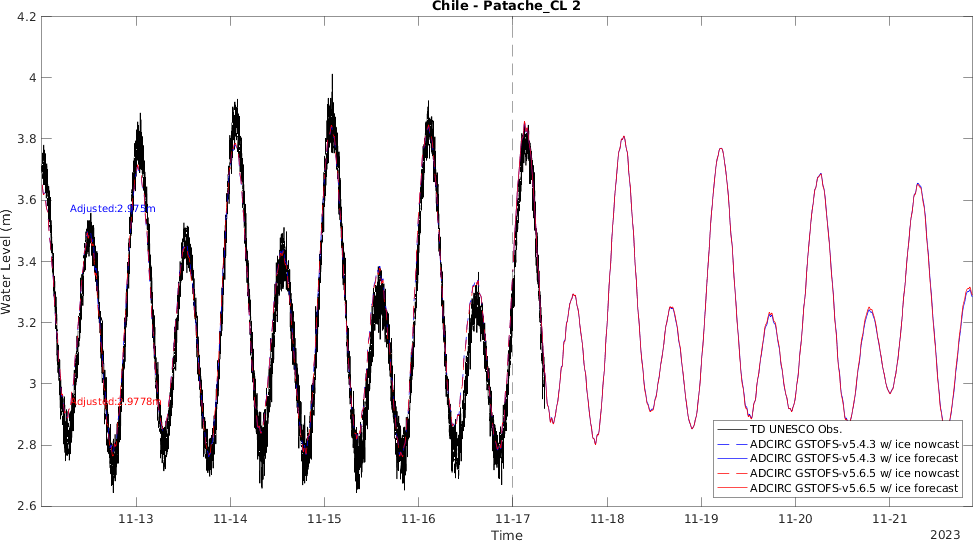 Chile - Patache_CL 2
4.2
4
3.8
3.6
3.4
3.2
3
2.8
2.6
Water Level (m)
Adjusted:2.975m
Adjusted:2.9778m
TD UNESCO Obs.
ADCIRC GSTOFS-v5.4.3 w/ ice nowcast
ADCIRC GSTOFS-v5.4.3 w/ ice forecast
ADCIRC GSTOFS-v5.6.5 w/ ice nowcast
ADCIRC GSTOFS-v5.6.5 w/ ice forecast
11-13 11-14 11-15 11-16 11-17 11-18 11-19 11-20 11-21
Time
2023